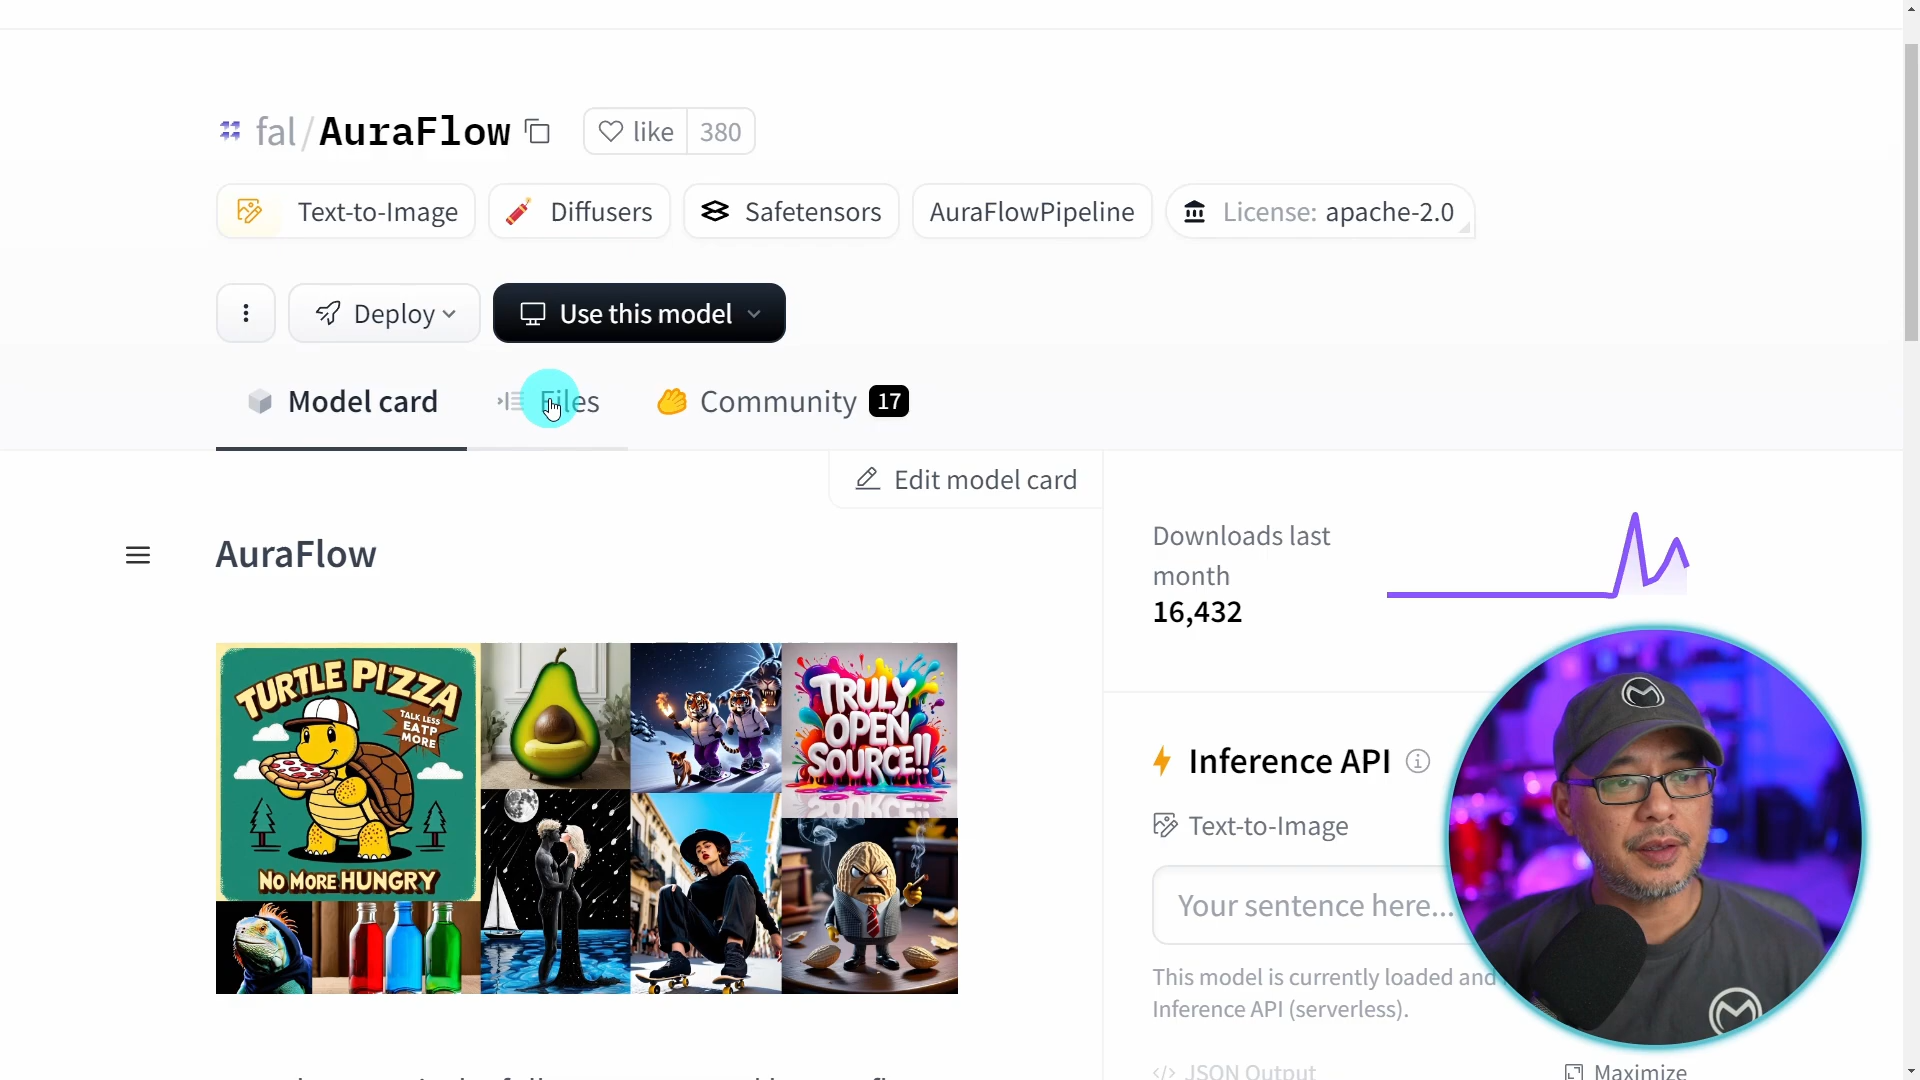 fal/AuraFlow
like 380
Text-to-Image
Diffusers
Safetensors
AuraFlowPipeline
License: apache-2.0
Deploy
Use this model
Model card
Files
Community 17
Edit model card
AuraFlow
TURTLE PIZZA
TALK LESS
EATP
MORE
NO MORE HUNGRY
TRULY
OPEN
SOURCE!!
Downloads last
month
16,432
Inference API
Text-to-Image
Your sentence here...
This model is currently loaded and
Inference API (serverless).
</> JSON Output
Maximize